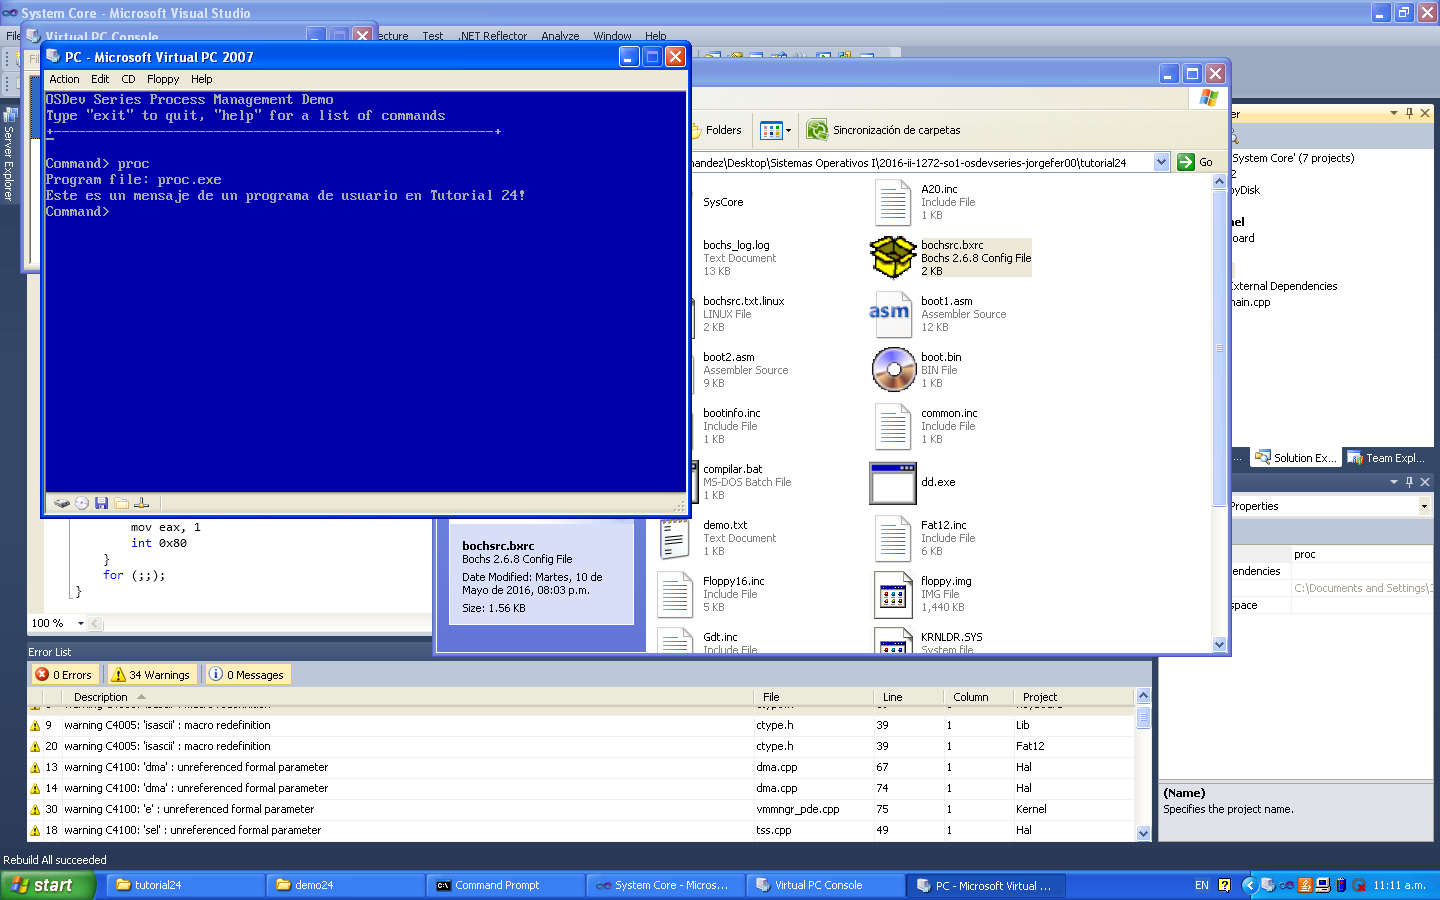 System Core - Microsoft Visual Studio
Virtual PC Console
ecture Test .NET Reflector Analyze Window Help
PC - Microsoft Virtual PC 2007
Action Edit CD Floppy Help
OSDev Series Process Management Demo
Type "exit" to quit, "help" for a list of commands
+-------------------------------------------------------+
Command> proc
Program file: proc.exe
Este es un mensaje de un programa de usuario en Tutorial 24!
Command>
Server Explorer
Folders
Sincronización de carpetas
nandez\Desktop\Sistemas Operativos I\2016-ii-1272-so1-osdevseries-jorgefer00\tutorial24
Go
SysCore
A20.inc
Include File
1 KB
bochs_log.log
Text Document
13 KB
bochsrc.bxrc
Bochs 2.6.8 Config File
2 KB
bochsrc.txt.linux
LINUX File
2 KB
boot1.asm
Assembler Source
12 KB
boot2.asm
Assembler Source
9 KB
boot.bin
BIN File
1 KB
bootinfo.inc
Include File
1 KB
common.inc
Include File
1 KB
compilar.bat
MS-DOS Batch File
1 KB
dd.exe
demo.txt
Text Document
1 KB
Fat12.inc
Include File
6 KB
Floppy16.inc
Include File
5 KB
floppy.img
IMG File
1,440 KB
Gdt.inc
Include File
KRNLDR.SYS
System file
bochsrc.bxrc
Bochs 2.6.8 Config File
Date Modified: Martes, 10 de
Mayo de 2016, 08:03 p.m.
Size: 1.56 KB
er
System Core' (7 projects)
2
yDisk
nel
oard
External Dependencies
ain.cpp
... Solution Ex... Team Expl...
Properties
proc
endencies
C:\Documents and Settings\J
space
(Name)
Specifies the project name.
mov eax, 1
int 0x80
}
for (;;);
}
100 %
Error List
0 Errors 34 Warnings 0 Messages
Description File Line Column Project
9 warning C4005: 'isascii' : macro redefinition ctype.h 39 1 Lib
20 warning C4005: 'isascii' : macro redefinition ctype.h 39 1 Fat12
13 warning C4100: 'dma' : unreferenced formal parameter dma.cpp 67 1 Hal
14 warning C4100: 'dma' : unreferenced formal parameter dma.cpp 74 1 Hal
30 warning C4100: 'e' : unreferenced formal parameter vmmngr_pde.cpp 75 1 Kernel
18 warning C4100: 'sel' : unreferenced formal parameter tss.cpp 49 1 Hal
Rebuild All succeeded
start
tutorial24
demo24
Command Prompt
System Core - Micros...
Virtual PC Console
PC - Microsoft Virtual ...
EN
11:11 a.m.